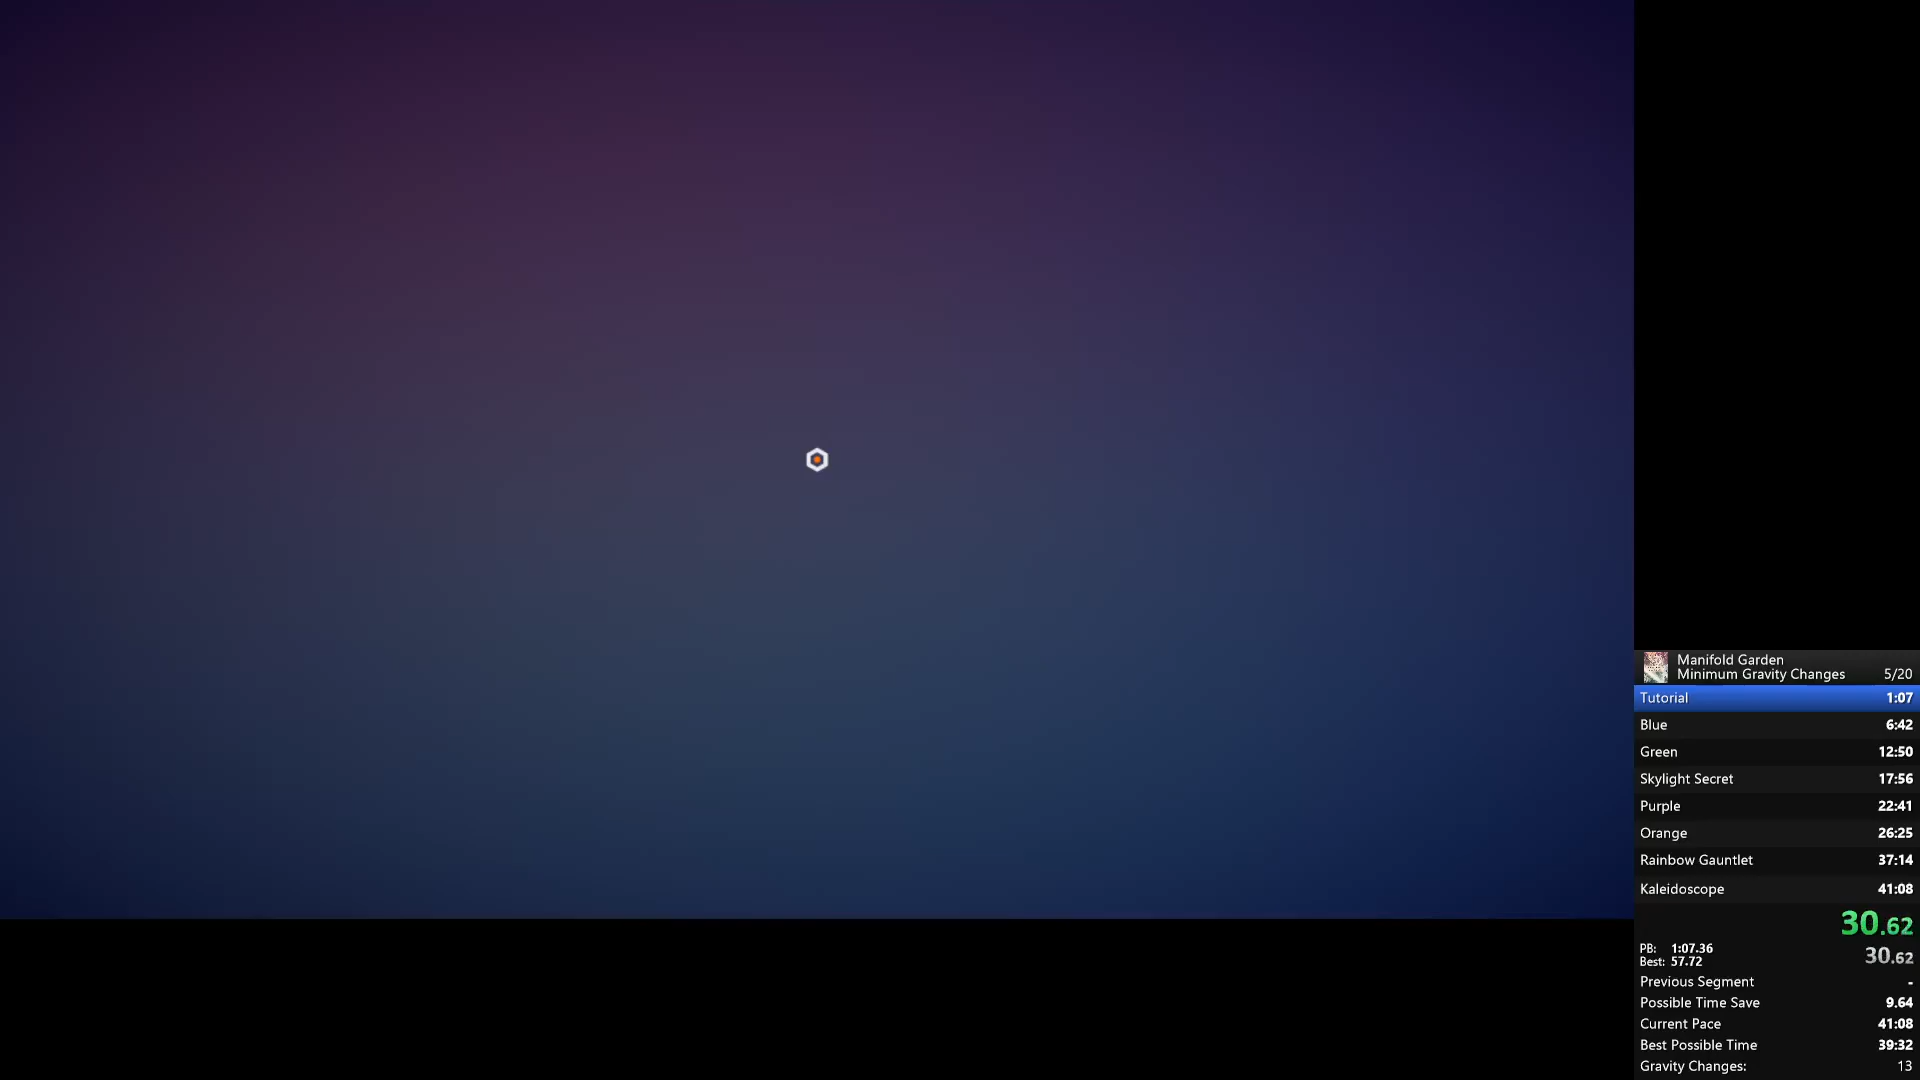 Manifold Garden
Minimum Gravity Changes 5/20
Tutorial 1:07
Blue 6:42
Green 12:50
Skylight Secret 17:56
Purple 22:41
Orange 26:25
Rainbow Gauntlet 37:14
Kaleidoscope 41:08
30.62
PB: 1:07.36
Best: 57.72
30.62
Previous Segment -
Possible Time Save 9.64
Current Pace 41:08
Best Possible Time 39:32
Gravity Changes: 13